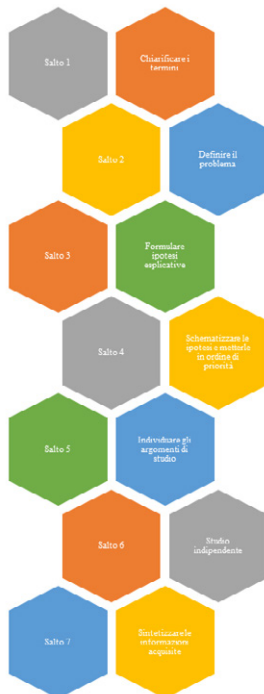 Salto 1
Chiarificare i
termini
Salto 2
Definire il
problema
Salto 3
Formulare
ipotesi
esplicative
Salto 4
Schematizzare le
ipotesi e metterle
in ordine di
priorità
Salto 5
Individuare gli
argomenti di
studio
Salto 6
Studio
indipendente
Salto 7
Sintetizzare le
informazioni
acquisite